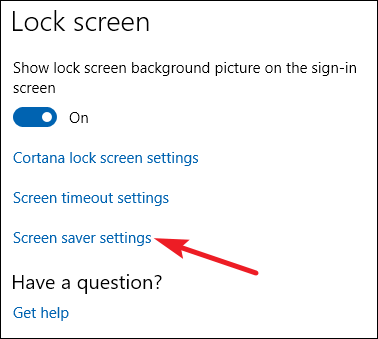 Lock screen
Show lock screen background picture on the sign-in
screen
On
Cortana lock screen settings
Screen timeout settings
Screen saver settings
Have a question?
Get help